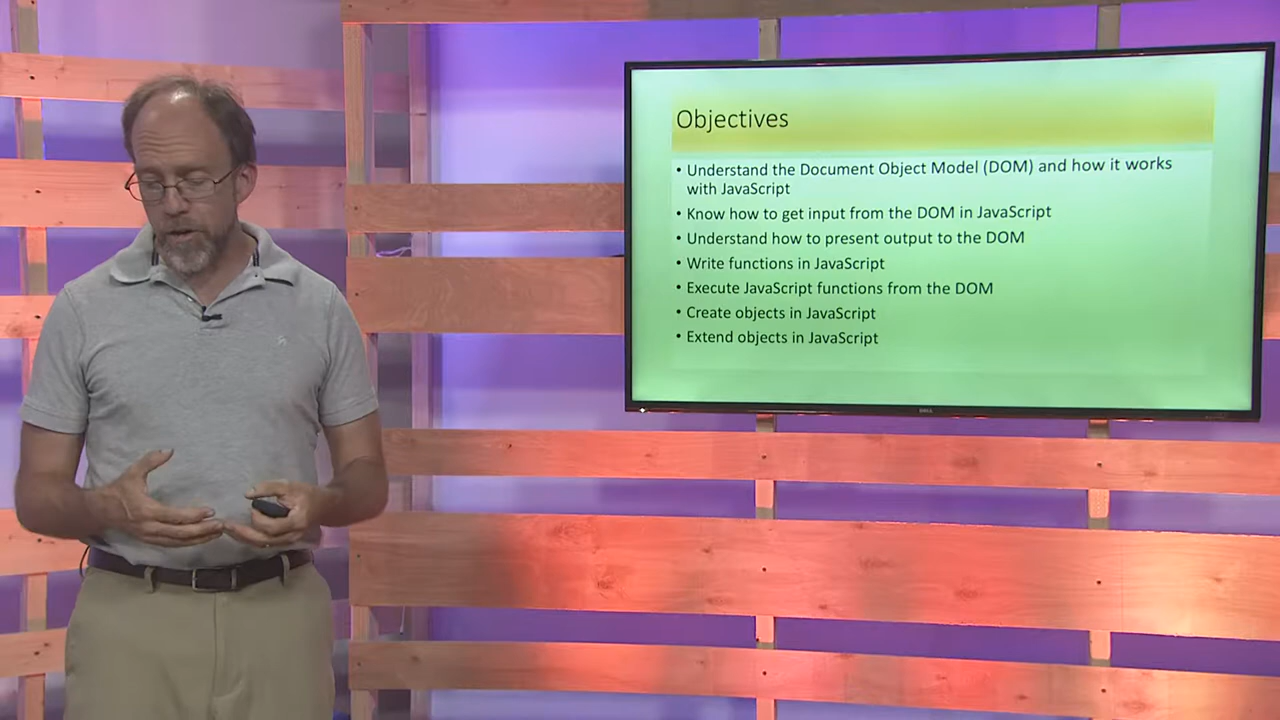 Objectives
• Understand the Document Object Model (DOM) and how it works
with JavaScript
• Know how to get input from the DOM in JavaScript
• Understand how to present output to the DOM
• Write functions in JavaScript
• Execute JavaScript functions from the DOM
• Create objects in JavaScript
• Extend objects in JavaScript
DELL